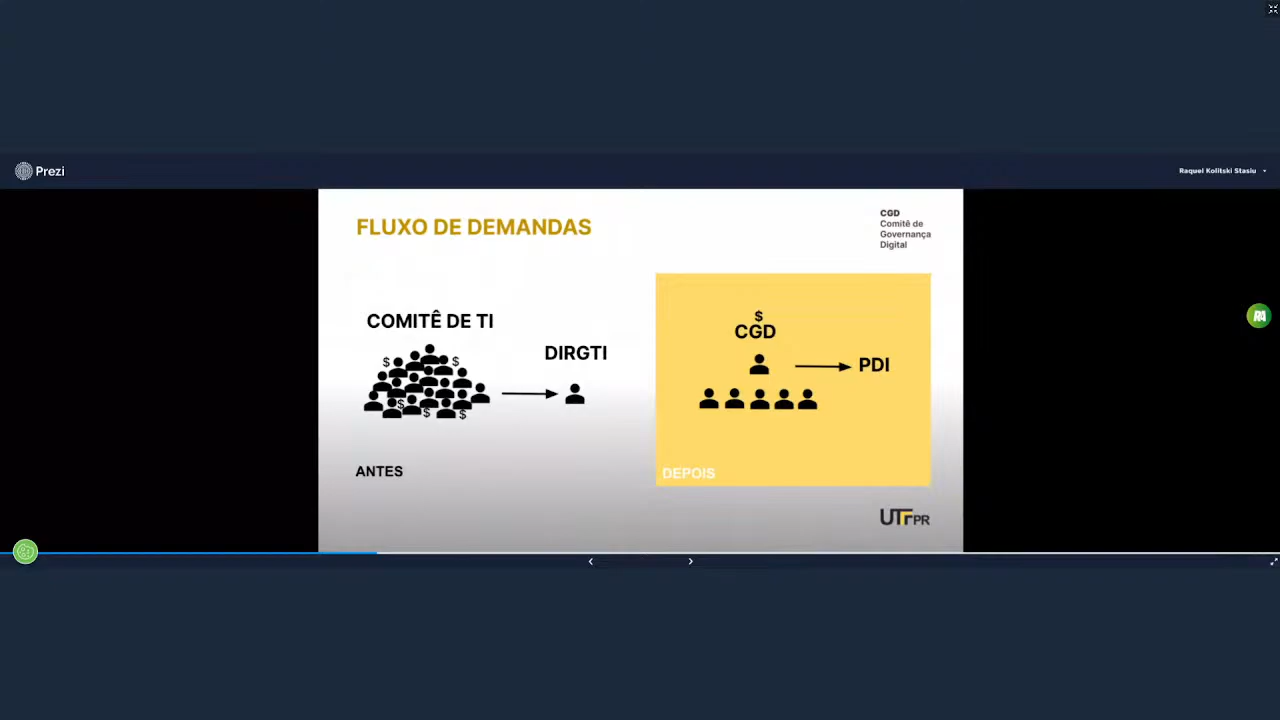 Prezi
Raquel Kolitski Stasiu
FLUXO DE DEMANDAS
CGD
Comitê de
Governança
Digital
COMITÊ DE TI
$ $
$ $ $
DIRGTI
ANTES
$
CGD
PDI
DEPOIS
UTFPR